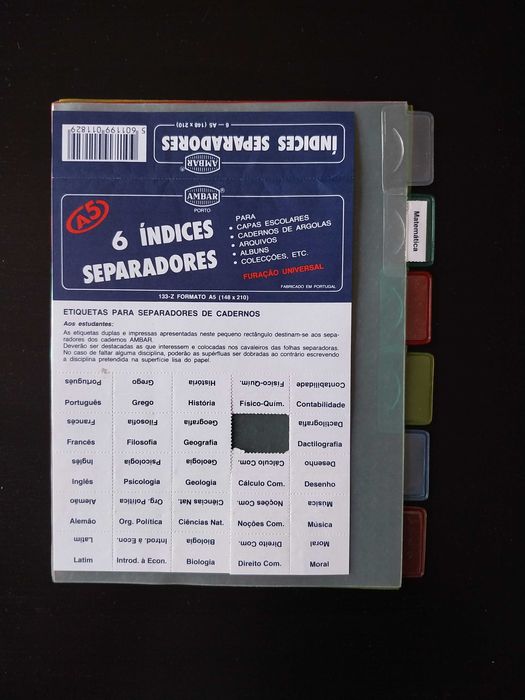 5 601199 011829
6 – A5 (148 x 210)
ÍNDICES SEPARADORES
AMBAR®
AMBAR®
PORTO
A5
6 ÍNDICES
SEPARADORES
PARA
• CAPAS ESCOLARES
• CADERNOS DE ARGOLAS
• ARQUIVOS
• ALBUNS
• COLECÇÕES, ETC.
FURAÇÃO UNIVERSAL
133-Z FORMATO A5 (148 x 210)
FABRICADO EM PORTUGAL
Matemática
ETIQUETAS PARA SEPARADORES DE CADERNOS
Aos estudantes:
As etiquetas duplas e impressas apresentadas neste pequeno rectângulo destinam-se aos sepa-
radores dos cadernos AMBAR.
Deverão ser destacadas as que interessem e colocadas nos cavaleiros das folhas separadoras.
No caso de faltar alguma disciplina, poderão as supérfluas ser dobradas ao contrário escrevendo
a disciplina pretendida na superfície lisa do papel.
Português Grego História Físico-Quím. Contabilidade
Português Grego História Físico-Quím. Contabilidade
Francês Filosofia Geografia Dactilografia
Francês Filosofia Geografia Dactilografia
Inglês Psicologia Geologia Cálculo Com. Desenho
Inglês Psicologia Geologia Cálculo Com. Desenho
Alemão Org. Política Ciências Nat. Noções Com. Música
Alemão Org. Política Ciências Nat. Noções Com. Música
Latim Introd. à Econ. Biologia Direito Com. Moral
Latim Introd. à Econ. Biologia Direito Com. Moral